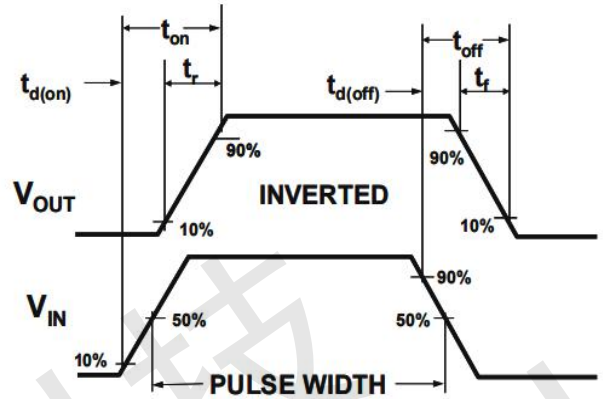 t_on t_off
t_d(on) t_r t_d(off) t_f
90% 90%
V_OUT INVERTED
10% 10%
V_IN 90%
50% 50%
10%
PULSE WIDTH